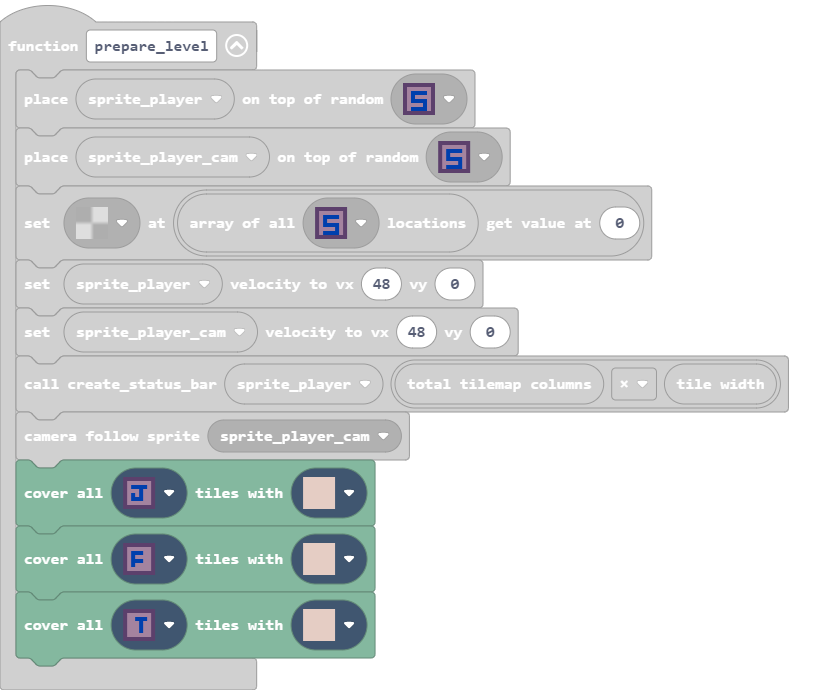 function prepare_level
place sprite_player on top of random S
place sprite_player_cam on top of random S
set at array of all S locations get value at 0
set sprite_player velocity to vx 48 vy 0
set sprite_player_cam velocity to vx 48 vy 0
call create_status_bar sprite_player total tilemap columns × tile width
camera follow sprite sprite_player_cam
cover all J tiles with
cover all F tiles with
cover all T tiles with